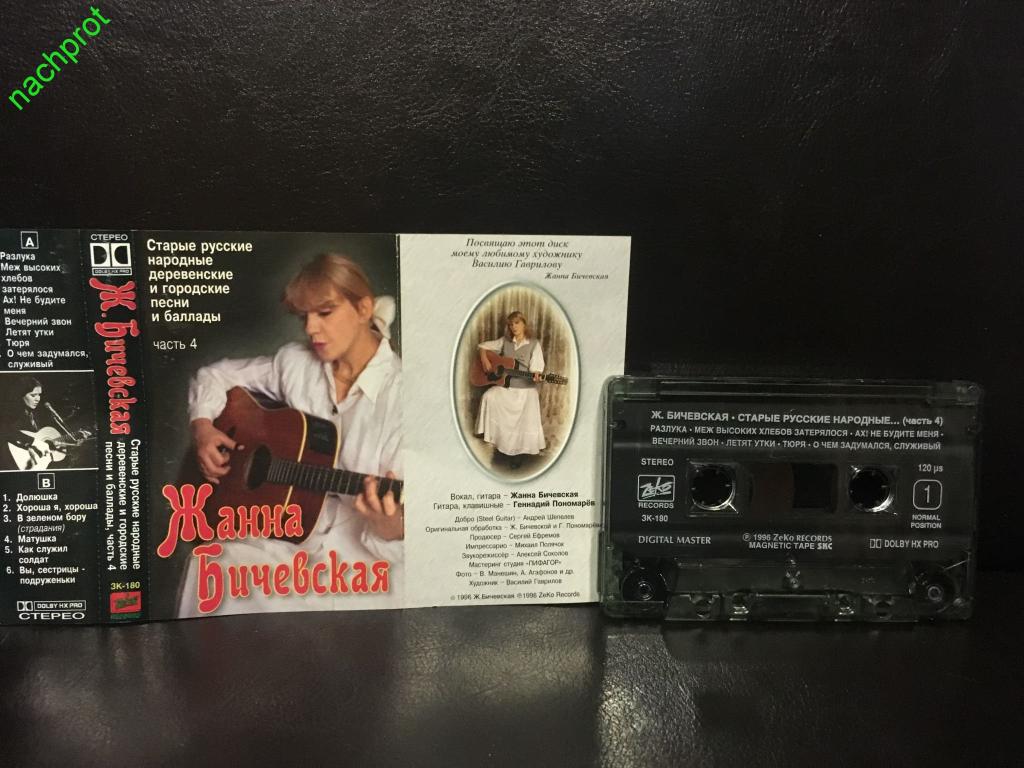 nachprot
A
Разлука
Меж высоких
хлебов
затерялося
Ах! Не будите
меня
Вечерний звон
Летят утки
Тюря
О чем задумался,
служивый
B
1. Долюшка
2. Хороша я, хороша
3. В зеленом бору
(страдания)
4. Матушка
5. Как служил
солдат
6. Вы, сестрицы -
подруженьки
DOLBY HX PRO
СТЕРЕО
СТЕРЕО
DOLBY HX PRO
Ж. Бичевская
Старые русские народные
деревенские и городские
песни и баллады, часть 4
ЗК-180
Старые русские
народные
деревенские
и городские
песни
и баллады
часть 4
Жанна
Бичевская
Посвящаю этот диск
моему любимому художнику
Василию Гаврилову
Жанна Бичевская
Вокал, гитара – Жанна Бичевская
Гитара, клавишные – Геннадий Пономарёв
Добро (Steel Guitar) – Андрей Шепелев
Оригинальная обработка – Ж. Бичевской и Г. Пономарёва
Продюсер – Сергей Ефремов
Импрессарио – Михаил Полячок
Звукорежиссёр – Алексей Соколов
Мастеринг студия «ПИФАГОР»
Фото – В. Манешин, А. Агафонов и др.
Художник – Василий Гаврилов
© 1996 Ж.Бичевская ℗1996 ZeKo Records
Ж. БИЧЕВСКАЯ • СТАРЫЕ РУССКИЕ НАРОДНЫЕ... (часть 4)
РАЗЛУКА • МЕЖ ВЫСОКИХ ХЛЕБОВ ЗАТЕРЯЛОСЯ • АХ! НЕ БУДИТЕ МЕНЯ •
ВЕЧЕРНИЙ ЗВОН • ЛЕТЯТ УТКИ • ТЮРЯ • О ЧЕМ ЗАДУМАЛСЯ, СЛУЖИВЫЙ
STEREO
ZeKo
RECORDS
ЗК-180
120 µs
1
NORMAL
POSITION
DIGITAL MASTER
℗ 1996 ZeKo RECORDS
MAGNETIC TAPE SKC
DOLBY HX PRO